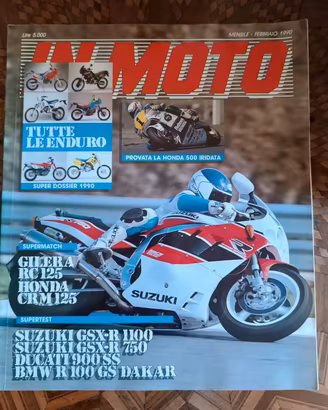 Lire 5.000
MENSILE - FEBBRAIO 1990
IN MOTO
TUTTE
LE ENDURO
SUPER DOSSIER 1990
PROVATA LA HONDA 500 IRIDATA
SUZUKI
SUPERMATCH
GILERA
RC 125
HONDA
CRM 125
SUZUKI
SUPERTEST
SUZUKI GSX-R 1100
SUZUKI GSX-R 750
DUCATI 900 SS
BMW R 100 GS DAKAR